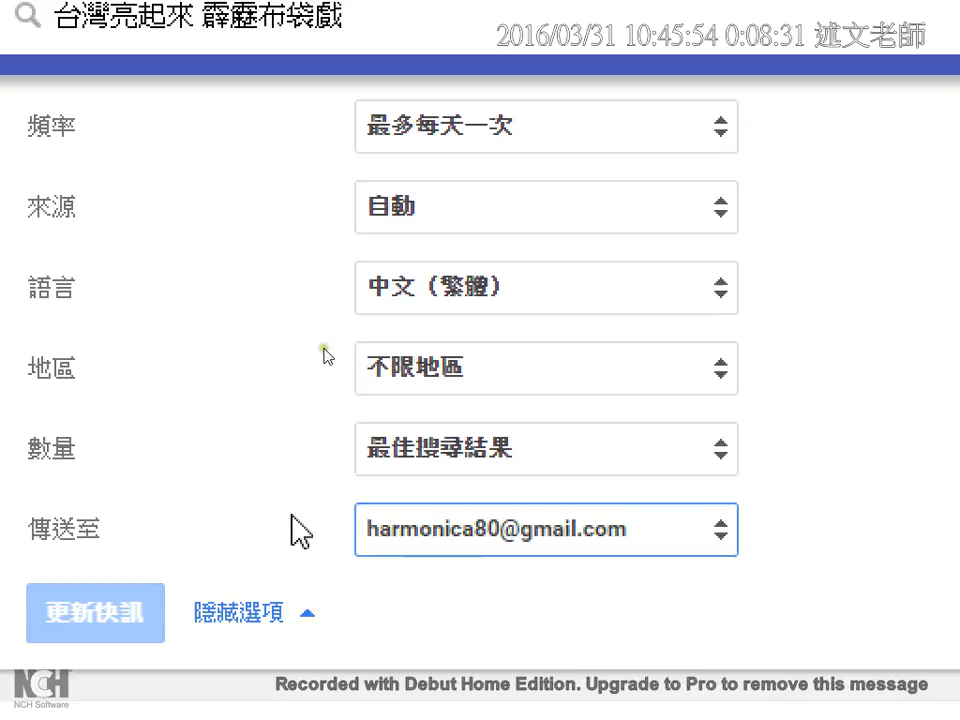 台灣亮起來 霹靂布袋戲
2016/03/31 10:45:54 0:08:31 述文老師
頻率 最多每天一次
來源 自動
語言 中文（繁體）
地區 不限地區
數量 最佳搜尋結果
傳送至 harmonica80@gmail.com
更新快訊 隱藏選項
NCH
NCH Software
Recorded with Debut Home Edition. Upgrade to Pro to remove this message